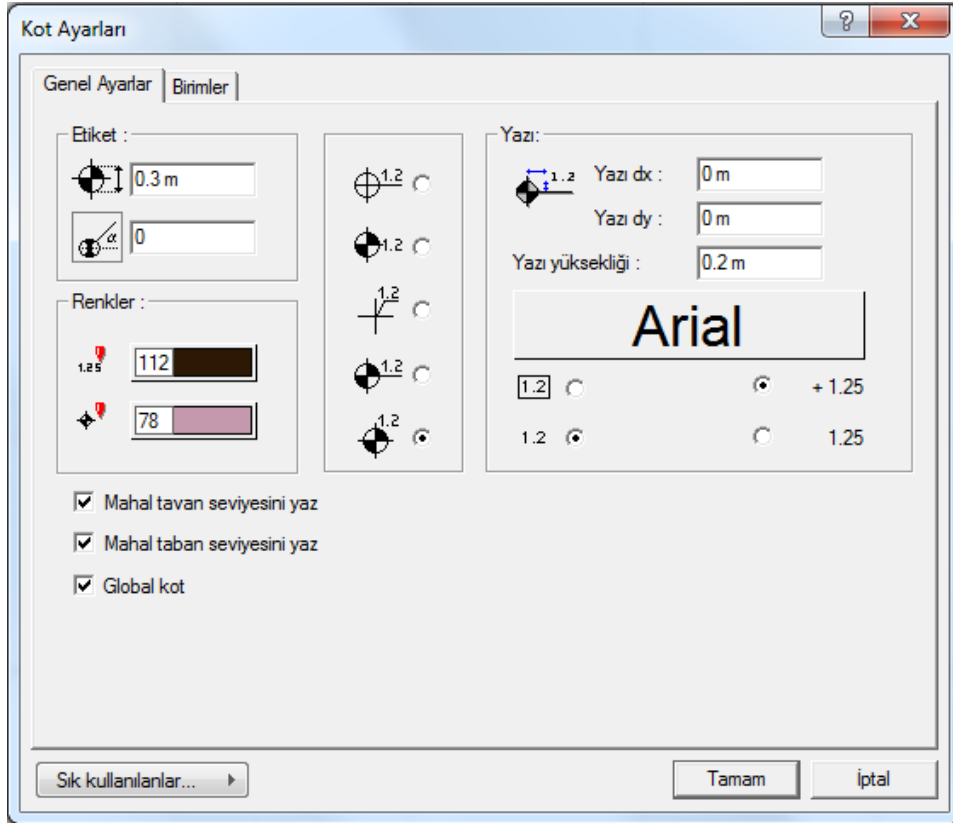 Kot Ayarları
Genel Ayarlar
Birimler
Etiket :
0.3 m
α
0
Renkler :
1.25
112
78
1.2
1.2
1.2
1.2
1.2
Yazı:
1.2
Yazı dx :
0 m
Yazı dy :
0 m
Yazı yüksekliği :
0.2 m
Arial
1.2
+ 1.25
1.2
1.25
Mahal tavan seviyesini yaz
Mahal taban seviyesini yaz
Global kot
Sık kullanılanlar...
Tamam
İptal